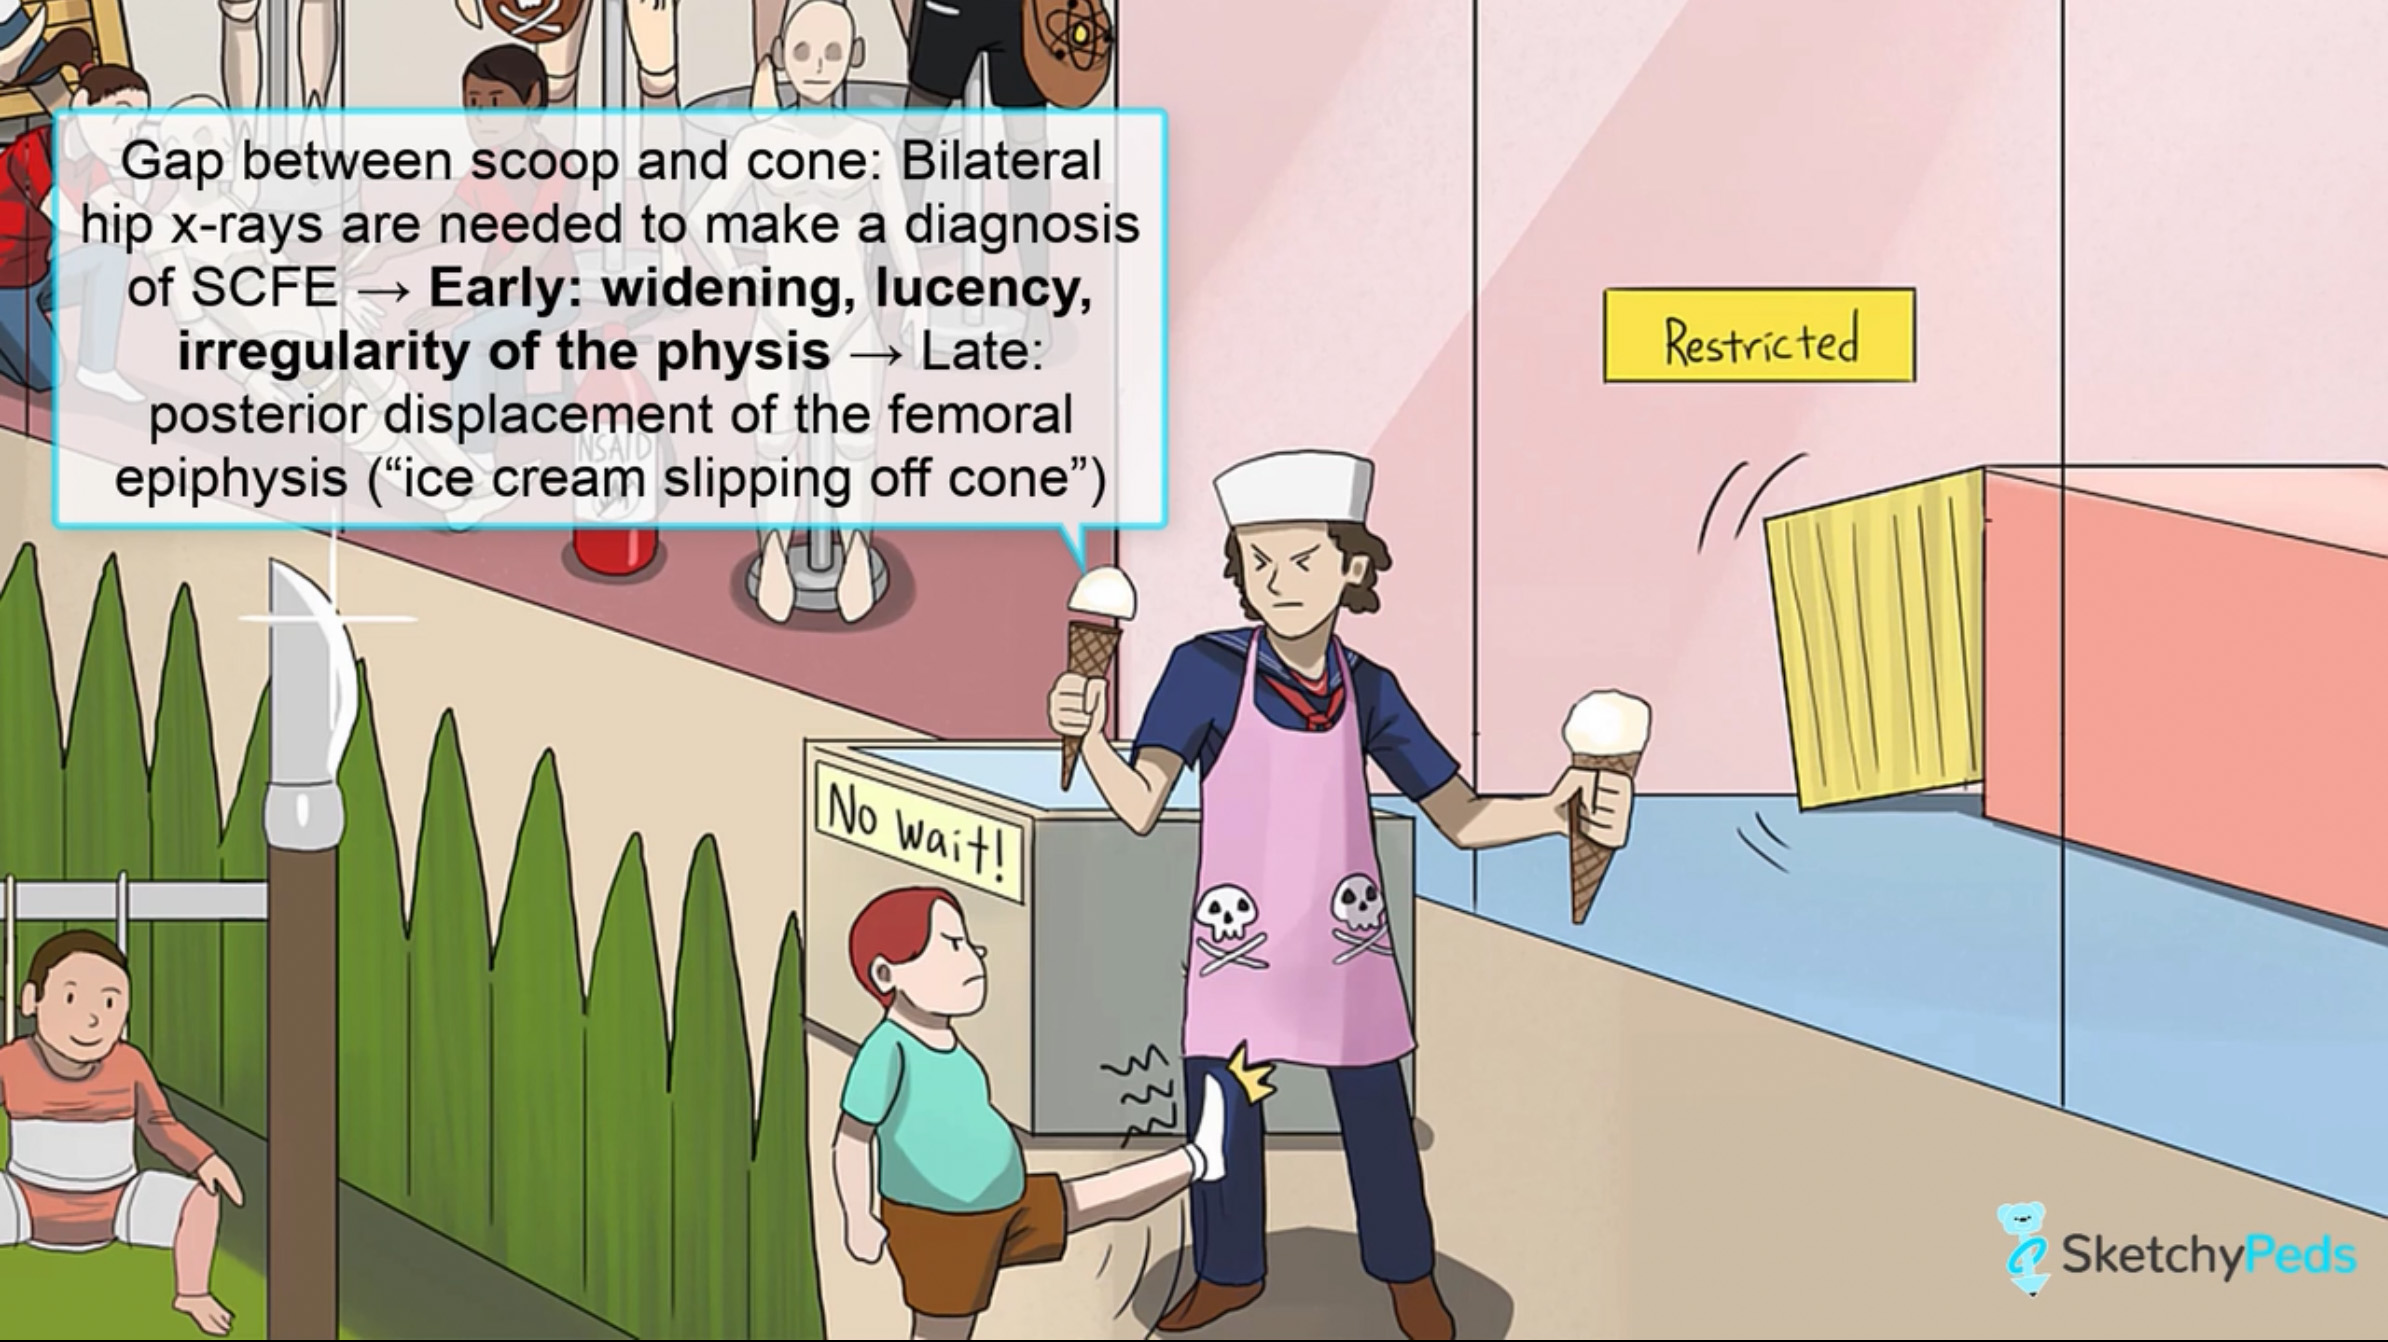 Gap between scoop and cone: Bilateral
hip x-rays are needed to make a diagnosis
of SCFE → Early: widening, lucency,
irregularity of the physis → Late:
posterior displacement of the femoral
epiphysis (“ice cream slipping off cone”)
NSAID
Restricted
No Wait!
SketchyPeds